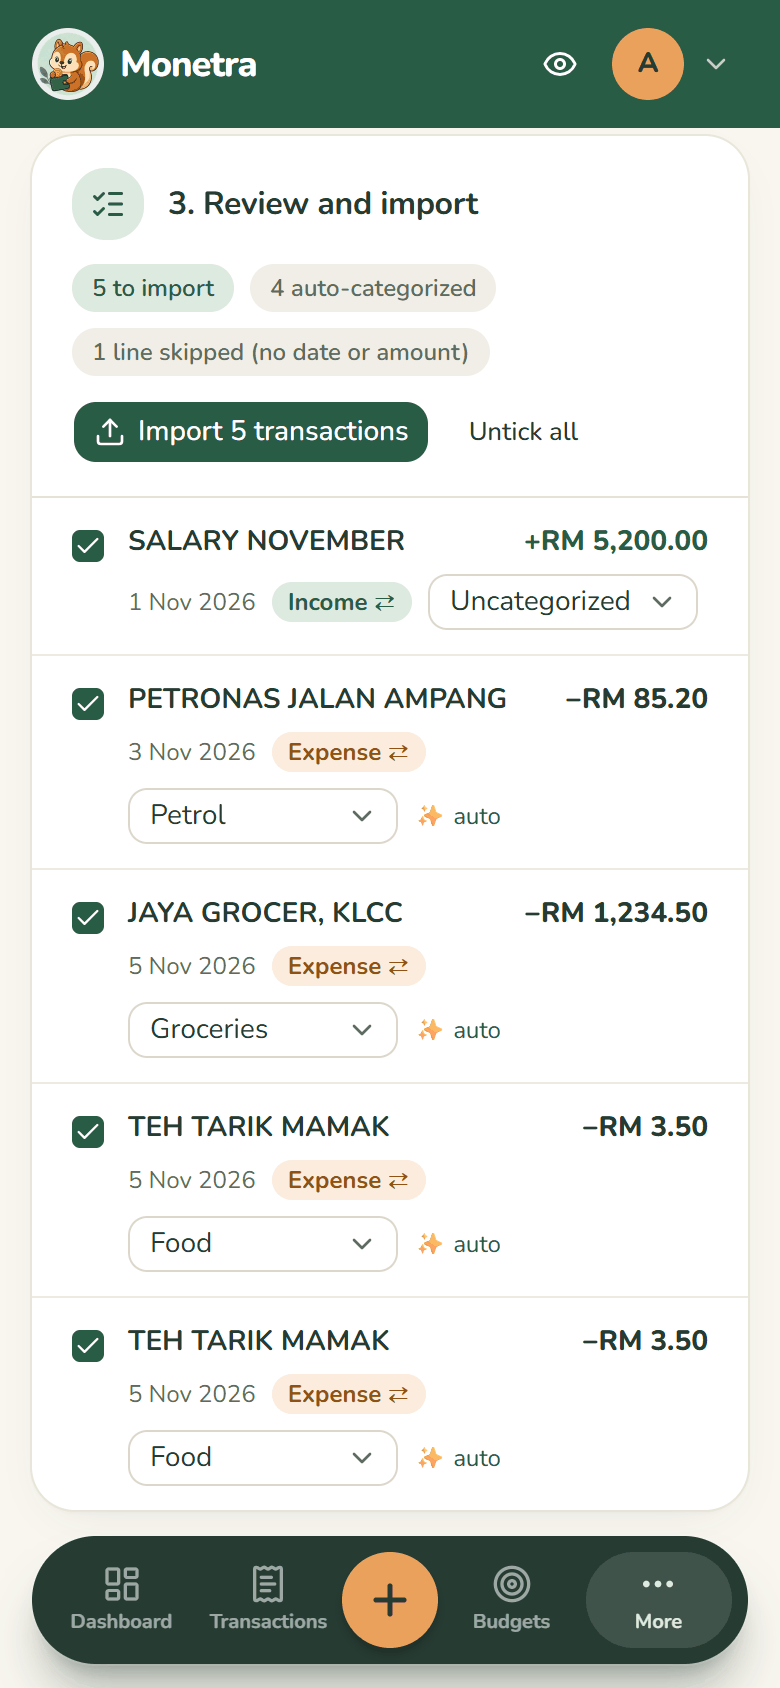 Monetra
A
3. Review and import
5 to import
4 auto-categorized
1 line skipped (no date or amount)
Import 5 transactions
Untick all
SALARY NOVEMBER
+RM 5,200.00
1 Nov 2026
Income ⇄
Uncategorized
PETRONAS JALAN AMPANG
−RM 85.20
3 Nov 2026
Expense ⇄
Petrol
✨ auto
JAYA GROCER, KLCC
−RM 1,234.50
5 Nov 2026
Expense ⇄
Groceries
✨ auto
TEH TARIK MAMAK
−RM 3.50
5 Nov 2026
Expense ⇄
Food
✨ auto
TEH TARIK MAMAK
−RM 3.50
5 Nov 2026
Expense ⇄
Food
✨ auto
Dashboard
Transactions
Budgets
More